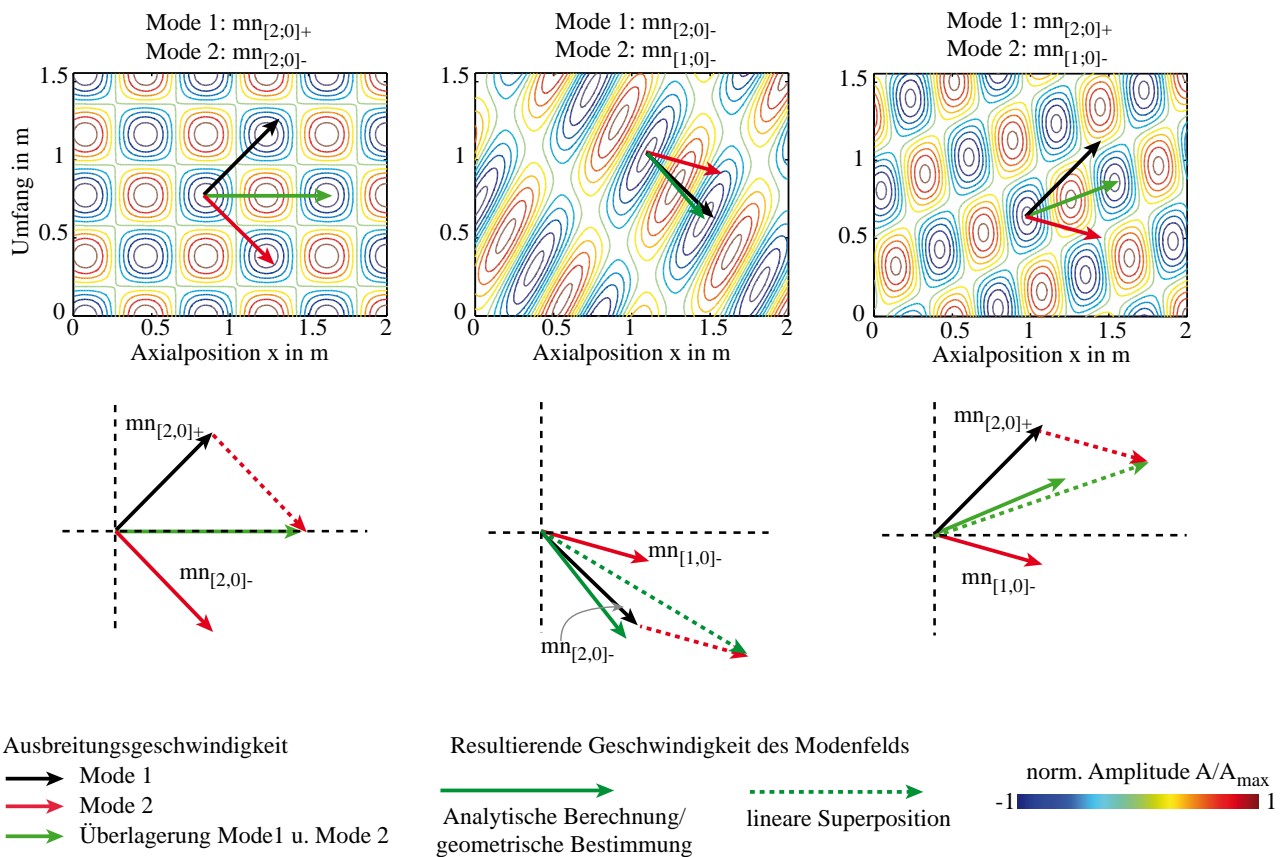 Mode 1: mn[2;0]+
Mode 2: mn[2;0]-
Mode 1: mn[2;0]-
Mode 2: mn[1;0]-
Mode 1: mn[2;0]+
Mode 2: mn[1;0]-
1.5
1
0.5
0
0 0.5 1 1.5 2
Umfang in m
Axialposition x in m
1.5
1
0.5
0
0 0.5 1 1.5 2
Axialposition x in m
1.5
1
0.5
0
0 0.5 1 1.5 2
Axialposition x in m
mn[2,0]+
mn[2,0]-
mn[1,0]-
mn[2,0]-
mn[2,0]+
mn[1,0]-
Ausbreitungsgeschwindigkeit
Mode 1
Mode 2
Überlagerung Mode1 u. Mode 2
Resultierende Geschwindigkeit des Modenfelds
Analytische Berechnung/
geometrische Bestimmung
lineare Superposition
norm. Amplitude A/Amax
-1 1